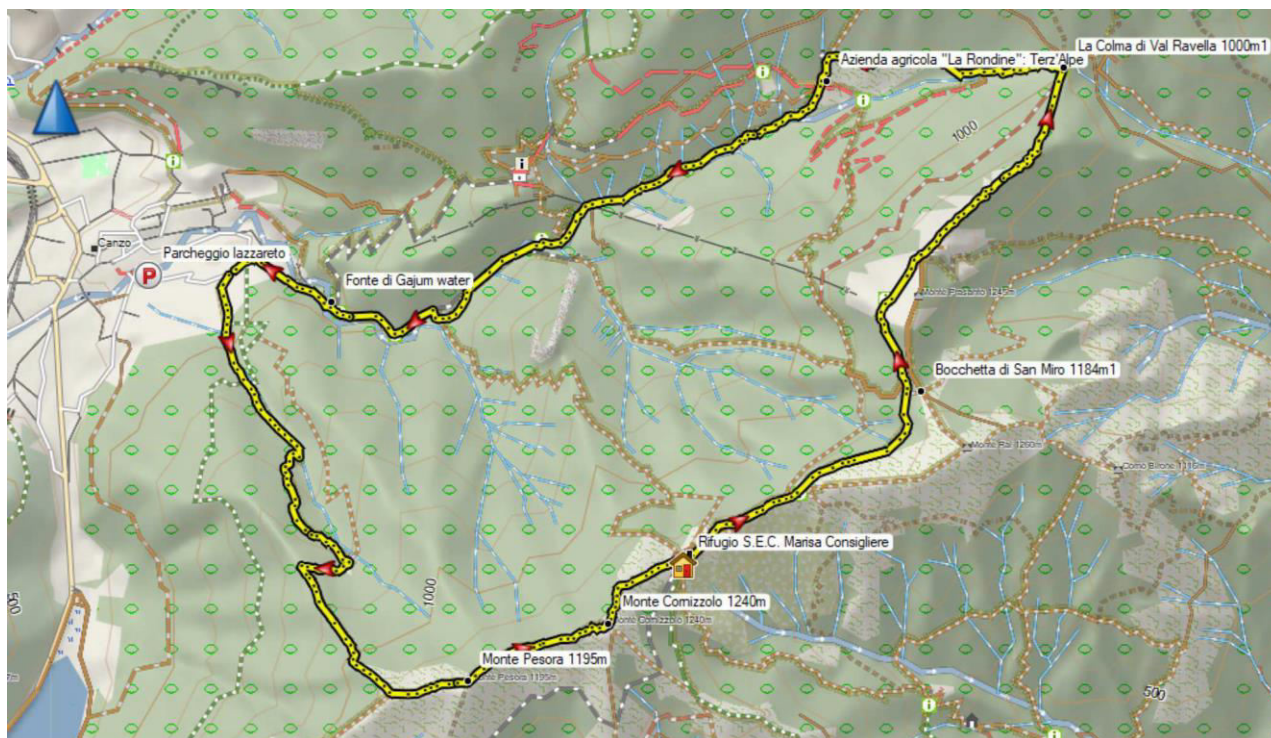 La Colma di Val Ravella 1000m1
Azienda agricola "La Rondine": Terz'Alpe
1000
Canzo
Parcheggio lazzareto
P
Fonte di Gajum water
Monte Prasanto 1245m
Bocchetta di San Miro 1184m1
Monte Rai 1260m
Corno Birone 1116m
Rifugio S.E.C. Marisa Consigliere
500
1000
Monte Cornizzolo 1240m
Monte Cornizzolo 1240m
Monte Pesora 1195m
Monte Pesora 1195m
500